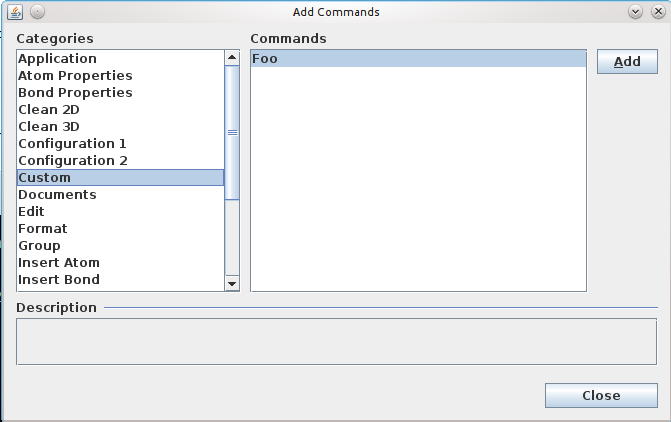 Add Commands
Categories
Application
Atom Properties
Bond Properties
Clean 2D
Clean 3D
Configuration 1
Configuration 2
Custom
Documents
Edit
Format
Group
Insert Atom
Insert Bond
Commands
Foo
Add
Description
Close